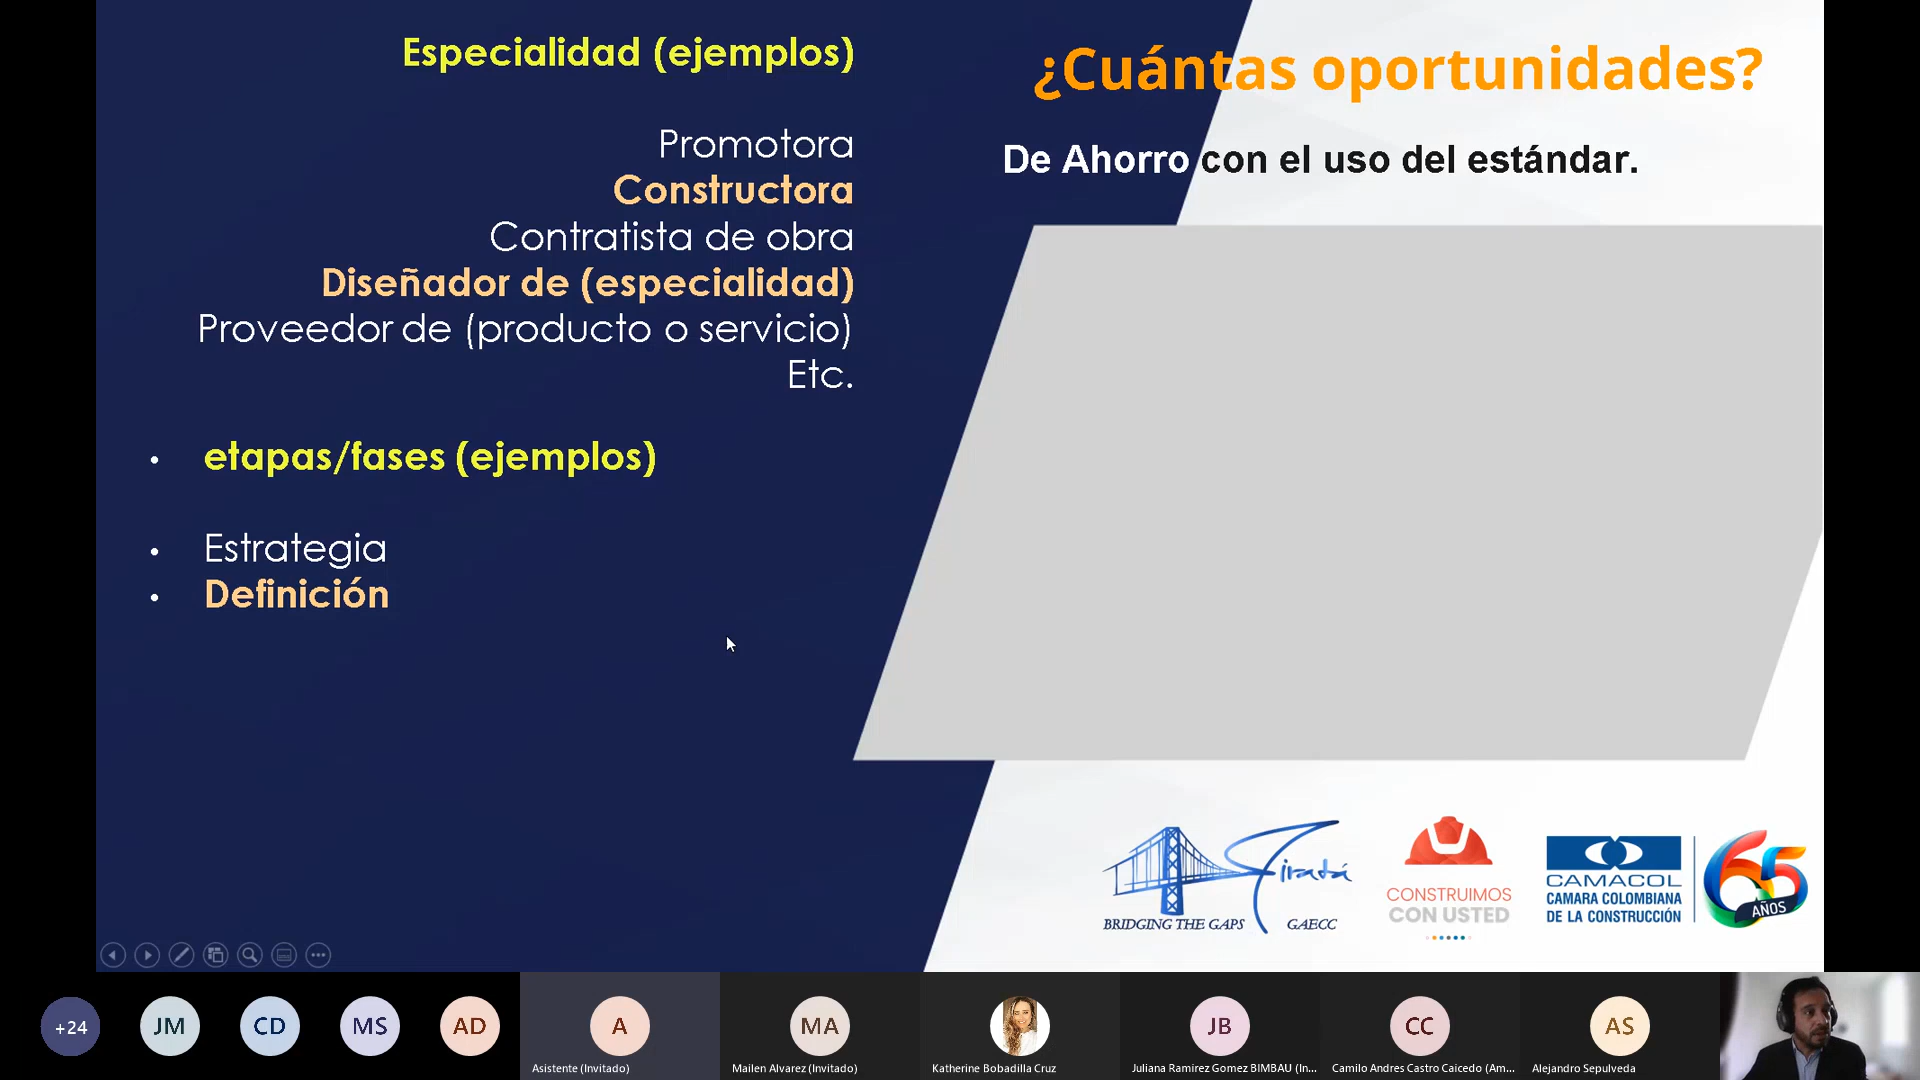 Especialidad (ejemplos)
Promotora
Constructora
Contratista de obra
Diseñador de (especialidad)
Proveedor de (producto o servicio)
Etc.
• etapas/fases (ejemplos)
• Estrategia
• Definición
¿Cuántas oportunidades?
De Ahorro con el uso del estándar.
Giratá
BRIDGING THE GAPS GAECC
CONSTRUIMOS
CON USTED
CAMACOL
CAMARA COLOMBIANA
DE LA CONSTRUCCIÓN
65
AÑOS
+24
JM
CD
MS
AD
A
Asistente (Invitado)
MA
Mailen Alvarez (Invitado)
Katherine Bobadilla Cruz
JB
Juliana Ramirez Gomez BIMBAU (In...
CC
Camilo Andres Castro Caicedo (Am...
AS
Alejandro Sepulveda